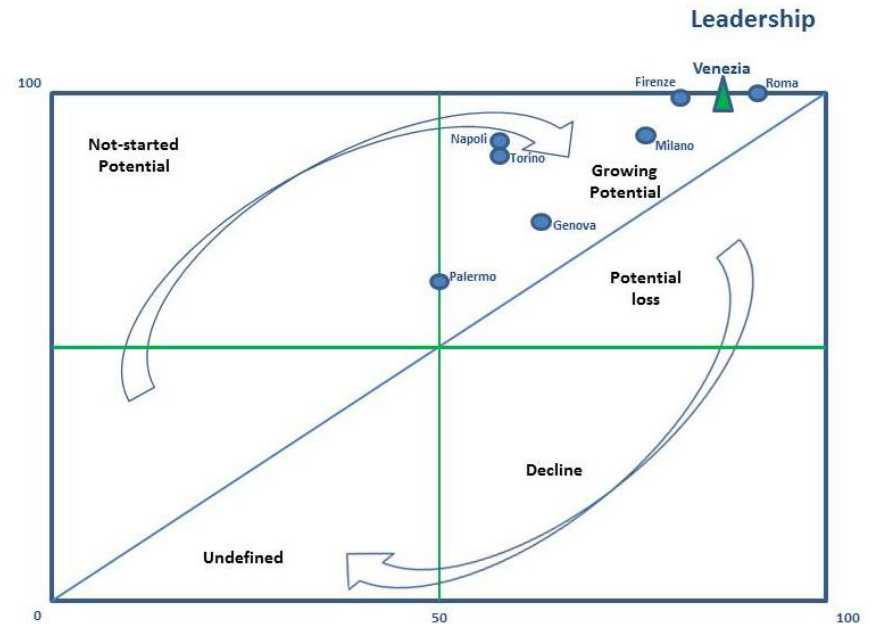 Leadership
100
Firenze
Venezia
Roma
Not-started
Potential
Napoli
Torino
Milano
Growing
Potential
Genova
Palermo
Potential
loss
Decline
Undefined
0
50
100